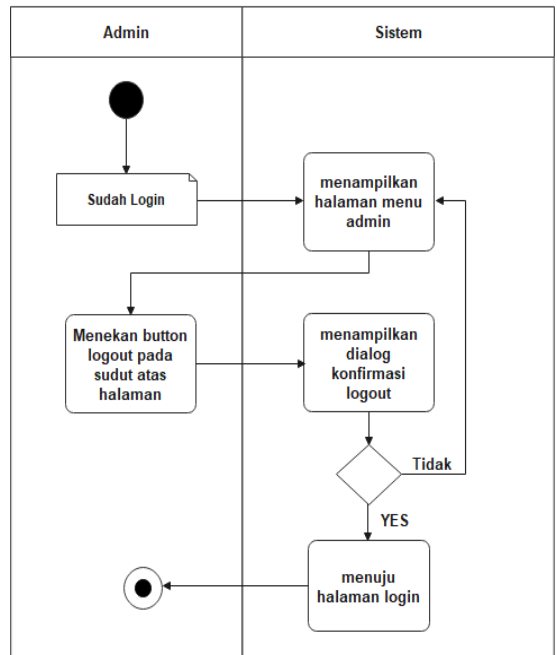 Admin
Sistem
Sudah Login
menampilkan
halaman menu
admin
Menekan button
logout pada
sudut atas
halaman
menampilkan
dialog
konfirmasi
logout
Tidak
YES
menuju
halaman login